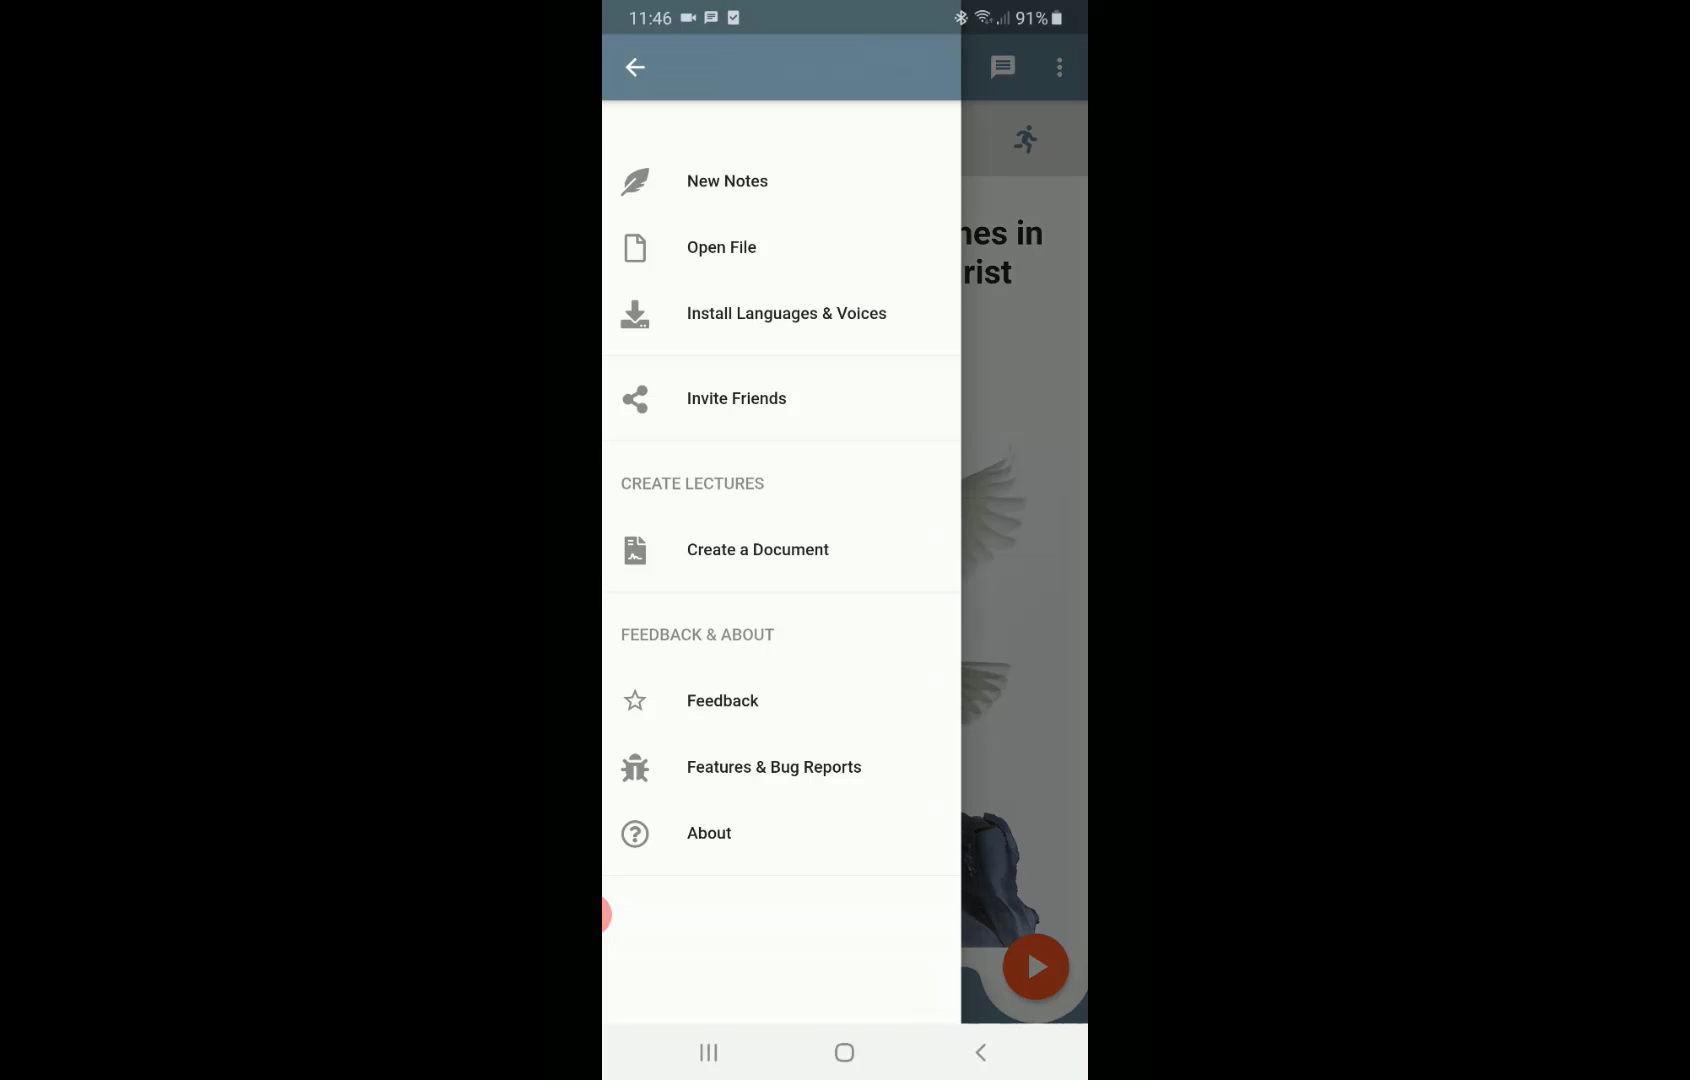 11:46
91%
New Notes
Open File
nes in
rist
Install Languages & Voices
Invite Friends
CREATE LECTURES
Create a Document
FEEDBACK & ABOUT
Feedback
Features & Bug Reports
About